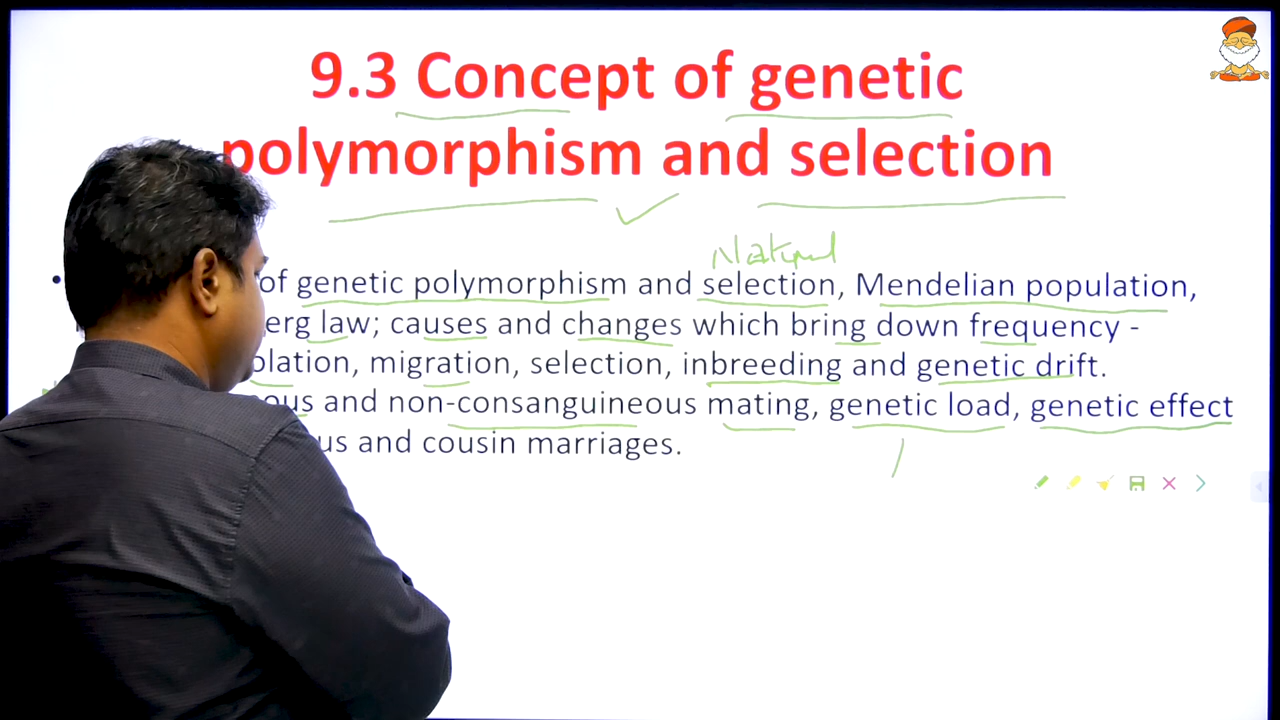 9.3 Concept of genetic
polymorphism and selection
Natural
of genetic polymorphism and selection, Mendelian population,
erg law; causes and changes which bring down frequency -
olation, migration, selection, inbreeding and genetic drift.
ous and non-consanguineous mating, genetic load, genetic effect
us and cousin marriages.